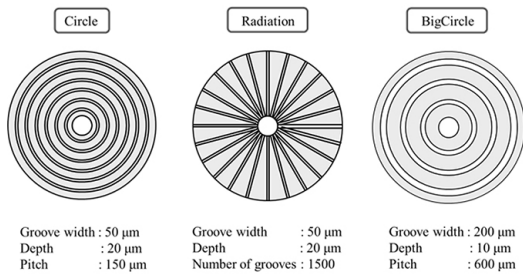 Circle
Radiation
BigCircle
Groove width : 50 μm
Depth : 20 μm
Pitch : 150 μm
Groove width : 50 μm
Depth : 20 μm
Number of grooves : 1500
Groove width : 200 μm
Depth : 10 μm
Pitch : 600 μm